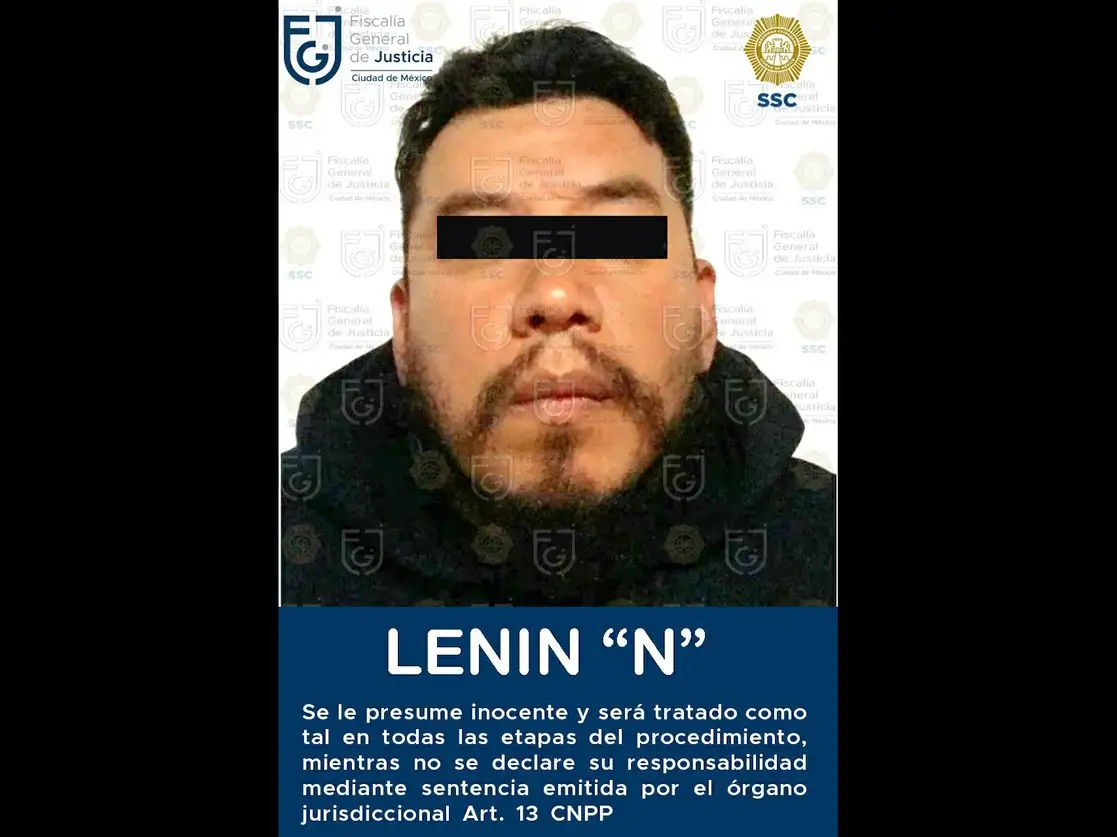 Fiscalía
General
de Justicia
Ciudad de México
SSC
LENIN “N”
Se le presume inocente y será tratado como
tal en todas las etapas del procedimiento,
mientras no se declare su responsabilidad
mediante sentencia emitida por el órgano
jurisdiccional Art. 13 CNPP